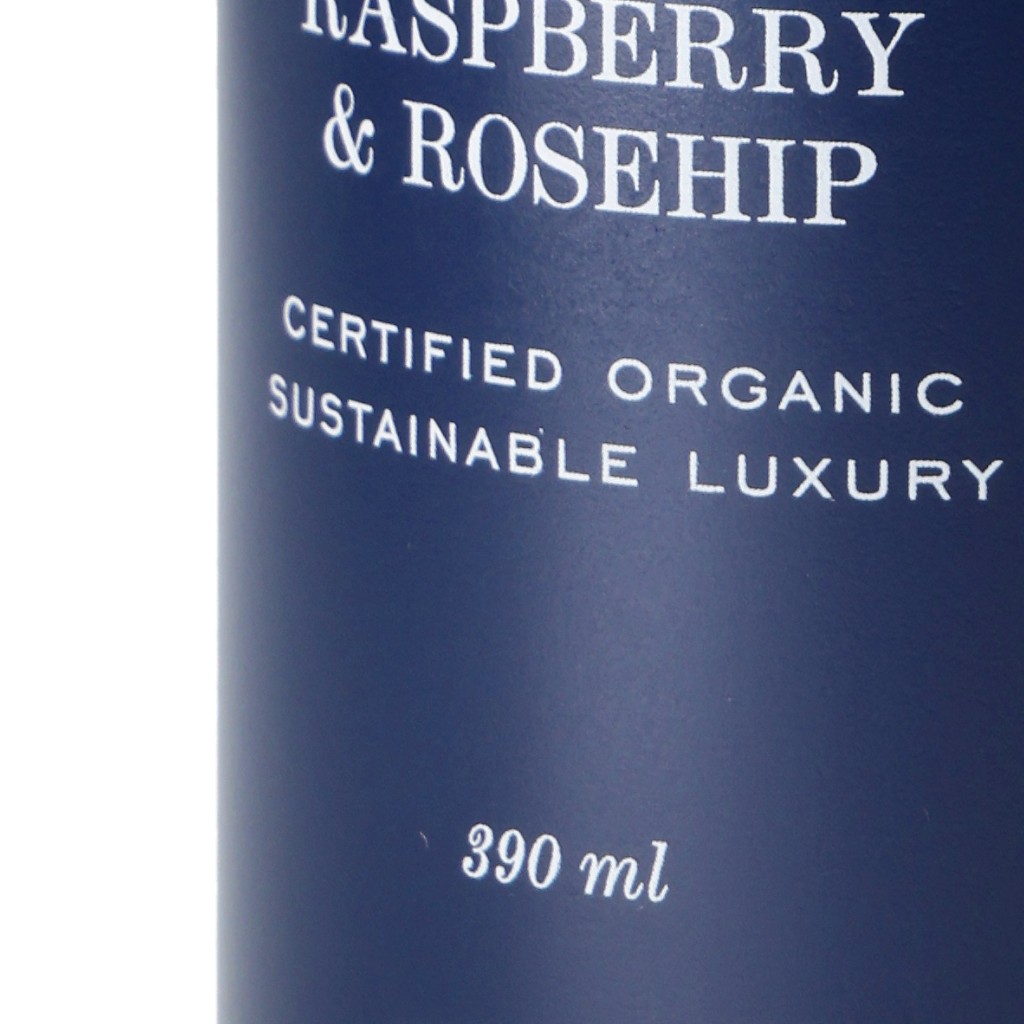 RASPBERRY
& ROSEHIP
CERTIFIED ORGANIC
SUSTAINABLE LUXURY
390 ml